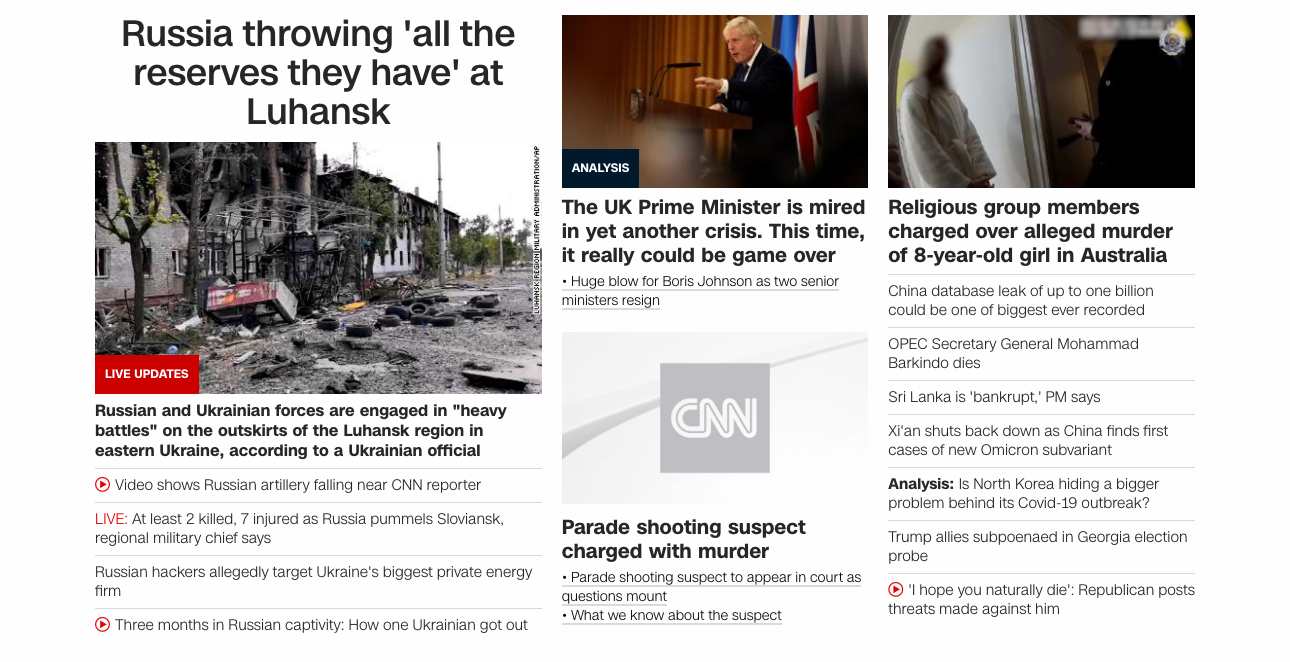 Russia throwing 'all the
reserves they have' at
Luhansk
LUHANSK REGION MILITARY ADMINISTRATION/AP
LIVE UPDATES
Russian and Ukrainian forces are engaged in "heavy
battles" on the outskirts of the Luhansk region in
eastern Ukraine, according to a Ukrainian official
Video shows Russian artillery falling near CNN reporter
LIVE: At least 2 killed, 7 injured as Russia pummels Sloviansk,
regional military chief says
Russian hackers allegedly target Ukraine's biggest private energy
firm
Three months in Russian captivity: How one Ukrainian got out
ANALYSIS
The UK Prime Minister is mired
in yet another crisis. This time,
it really could be game over
• Huge blow for Boris Johnson as two senior
ministers resign
CNN
Parade shooting suspect
charged with murder
• Parade shooting suspect to appear in court as
questions mount
• What we know about the suspect
Religious group members
charged over alleged murder
of 8-year-old girl in Australia
China database leak of up to one billion
could be one of biggest ever recorded
OPEC Secretary General Mohammad
Barkindo dies
Sri Lanka is 'bankrupt,' PM says
Xi'an shuts back down as China finds first
cases of new Omicron subvariant
Analysis: Is North Korea hiding a bigger
problem behind its Covid-19 outbreak?
Trump allies subpoenaed in Georgia election
probe
'I hope you naturally die': Republican posts
threats made against him